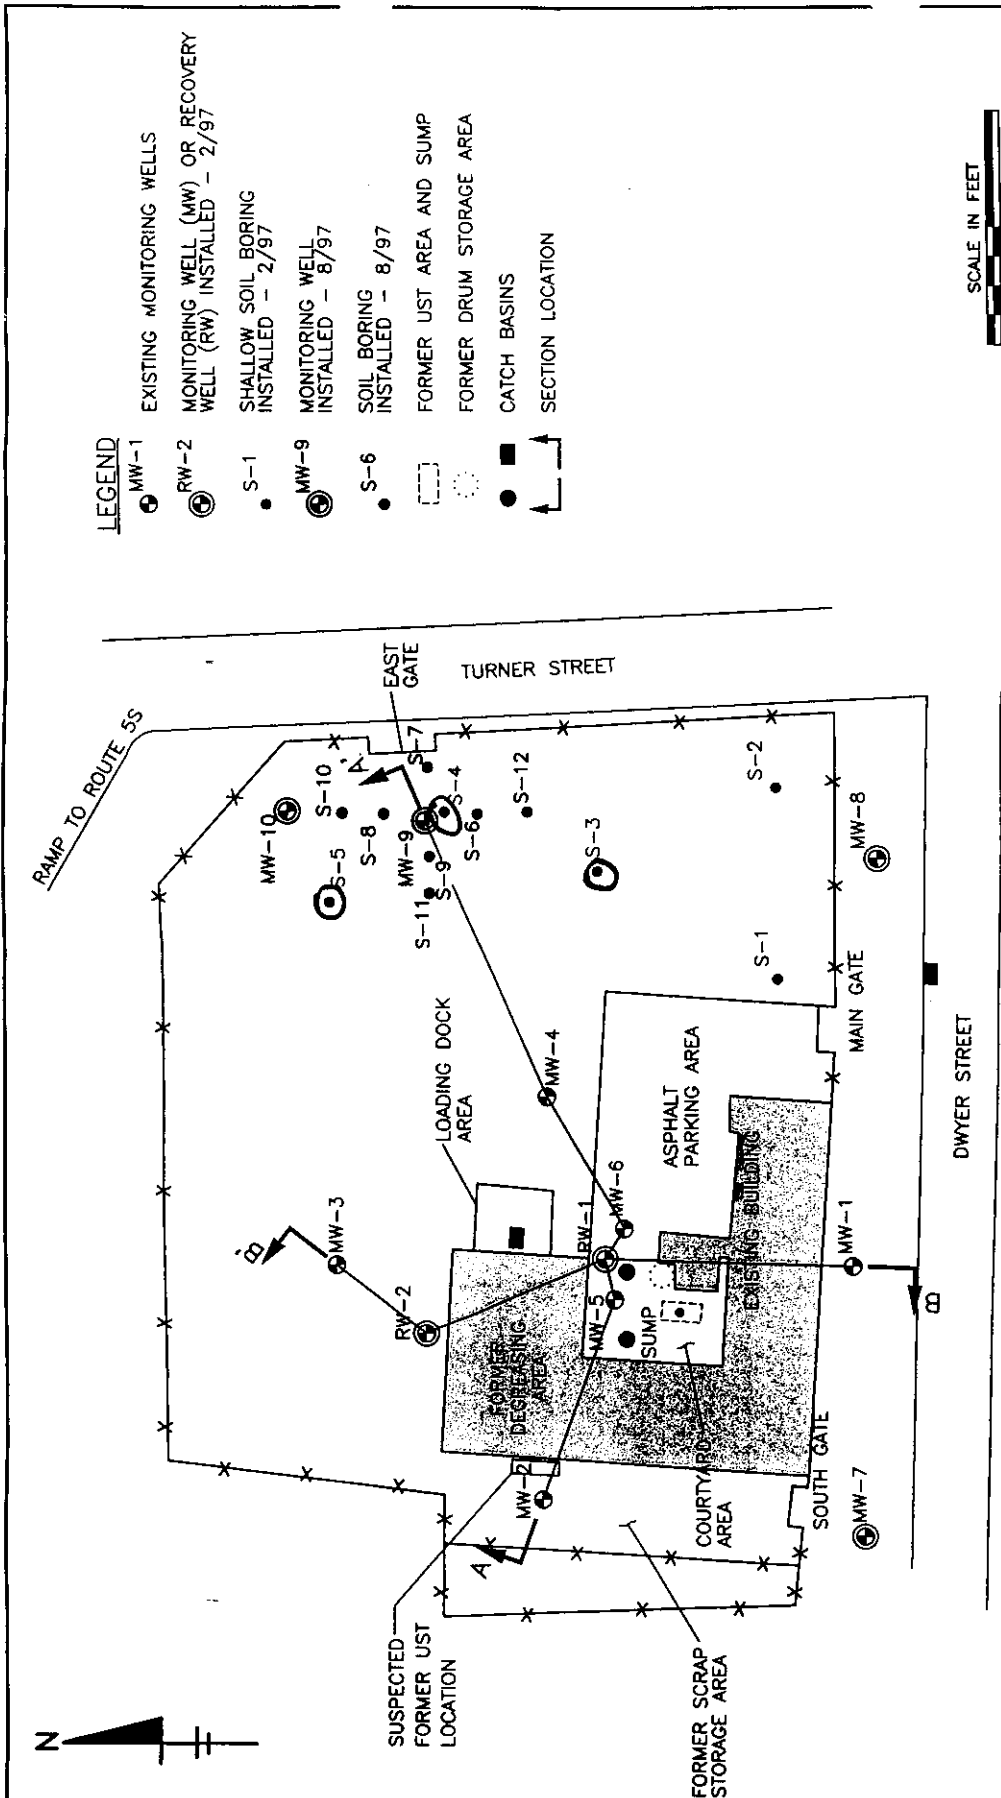 LEGEND
MW-1
EXISTING MONITORING WELLS
RW-2
MONITORING WELL (MW) OR RECOVERY
WELL (RW) INSTALLED - 2/97
S-1
SHALLOW SOIL BORING
INSTALLED - 2/97
MW-9
MONITORING WELL
INSTALLED - 8/97
S-6
SOIL BORING
INSTALLED - 8/97
FORMER UST AREA AND SUMP
FORMER DRUM STORAGE AREA
CATCH BASINS
SECTION LOCATION
SCALE IN FEET
N
RAMP TO ROUTE 5S
TURNER STREET
EAST
GATE
A'
S-7
S-10
MW-10
S-5
S-8
MW-9
S-4
S-6
S-12
S-9
S-11
S-3
S-2
S-1
MW-8
MAIN GATE
DWYER STREET
LOADING DOCK
AREA
MW-4
ASPHALT
PARKING AREA
B'
MW-3
RW-2
RW-1
MW-6
MW-5
SUMP
EXISTING BUILDING
MW-1
B
FORMER
DEGREASING
AREA
MW-2
A
COURTYARD
AREA
SOUTH GATE
MW-7
SUSPECTED
FORMER UST
LOCATION
FORMER SCRAP
STORAGE AREA